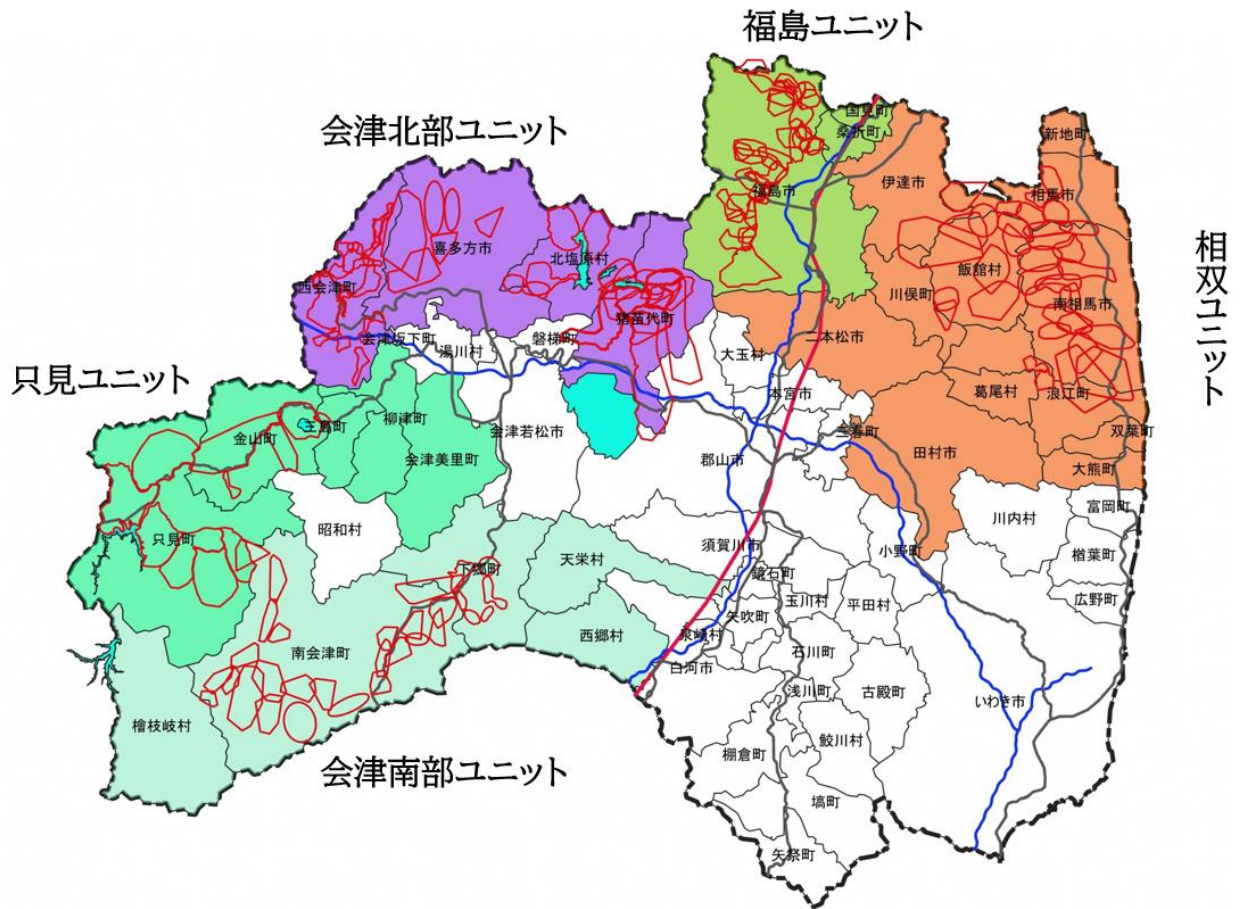 福島ユニット
会津北部ユニット
国見町
桑折町
新地町
伊達市
福島市
相馬市
喜多方市
北塩原村
飯舘村
西会津町
川俣町
南相馬市
猪苗代町
相双ユニット
会津坂下町
湯川村
磐梯町
大玉村
二本松市
只見ユニット
本宮市
葛尾村
浪江町
柳津町
三島町
金山町
会津若松市
三春町
双葉町
会津美里町
郡山市
田村市
大熊町
昭和村
川内村
富岡町
只見町
須賀川市
小野町
楢葉町
天栄村
下郷町
鏡石町
玉川村
平田村
広野町
矢吹町
西郷村
泉崎村
南会津町
石川町
白河市
浅川町
古殿町
いわき市
檜枝岐村
鮫川村
棚倉町
会津南部ユニット
塙町
矢祭町